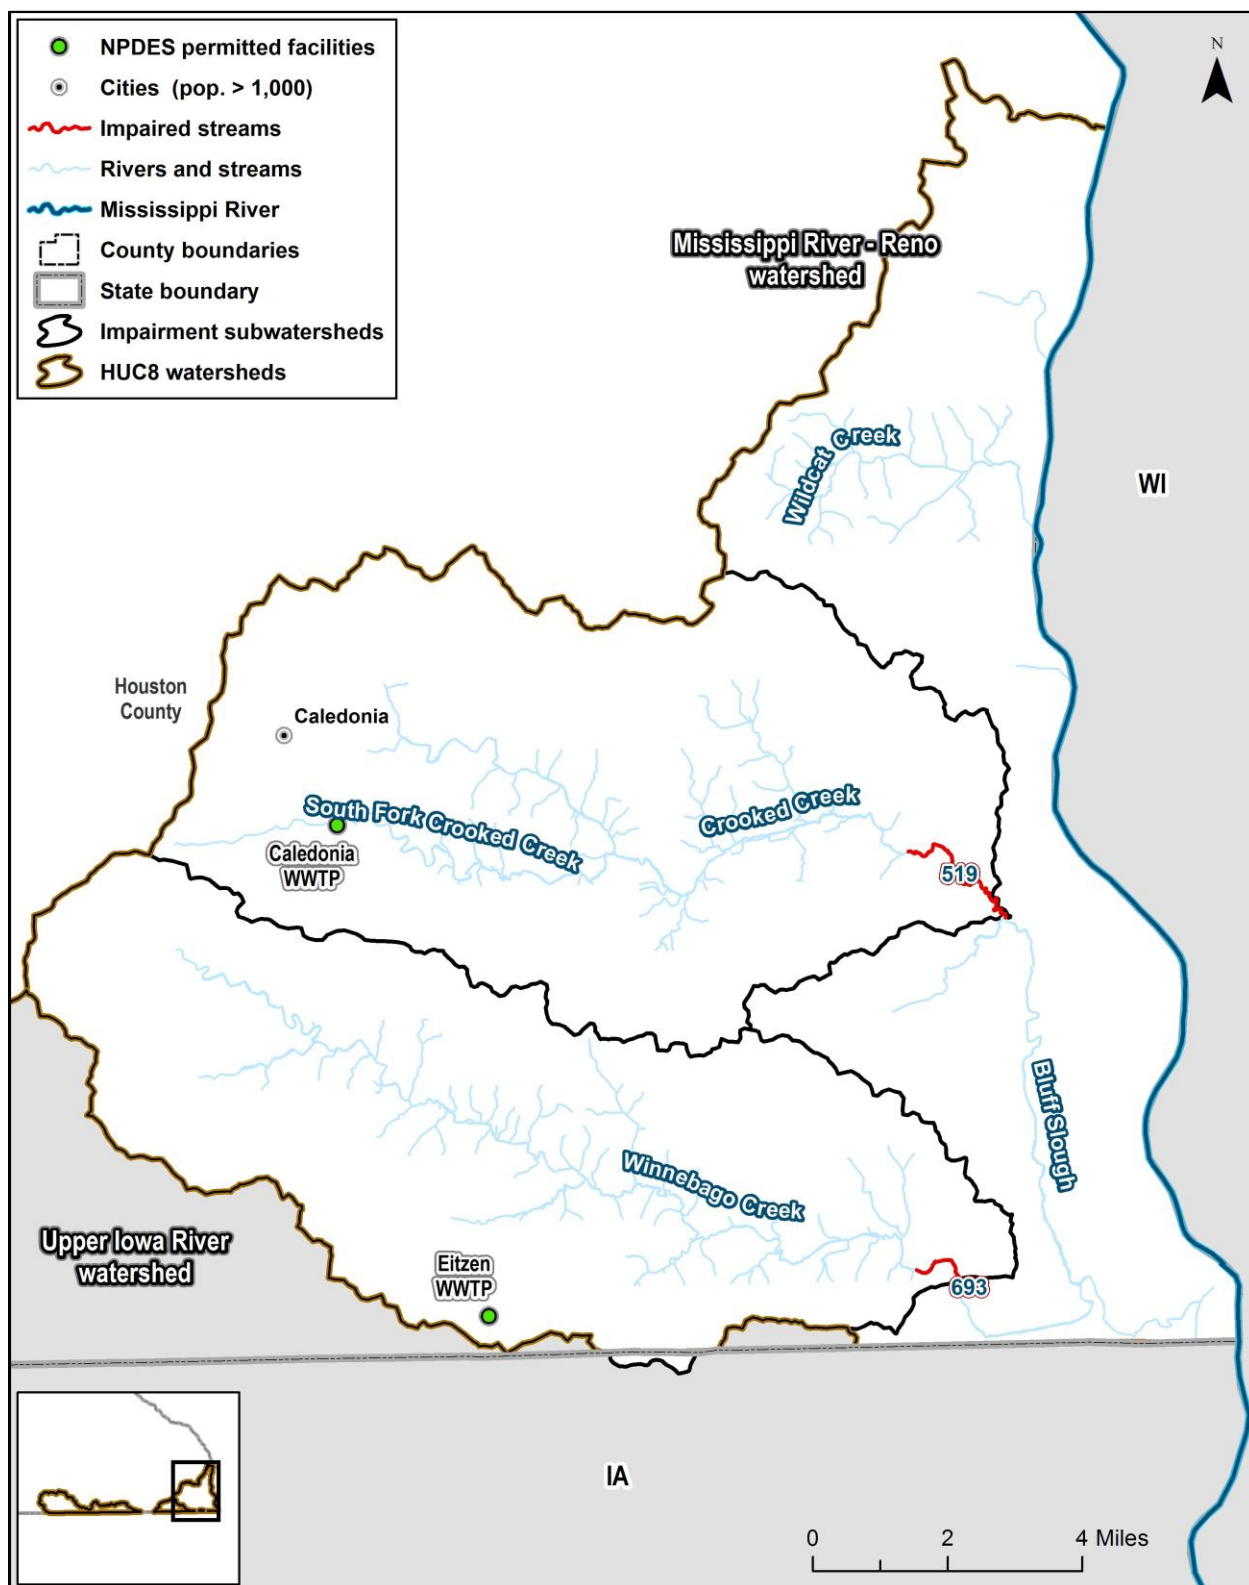 NPDES permitted facilities
Cities (pop. > 1,000)
Impaired streams
Rivers and streams
Mississippi River
County boundaries
State boundary
Impairment subwatersheds
HUC8 watersheds
N
Mississippi River - Reno
watershed
Wildcat Creek
WI
Houston
County
Caledonia
South Fork Crooked Creek
Crooked Creek
Caledonia
WWTP
519
Bluff Slough
Winnebago Creek
Upper Iowa River
watershed
Eitzen
WWTP
693
IA
0 2 4 Miles